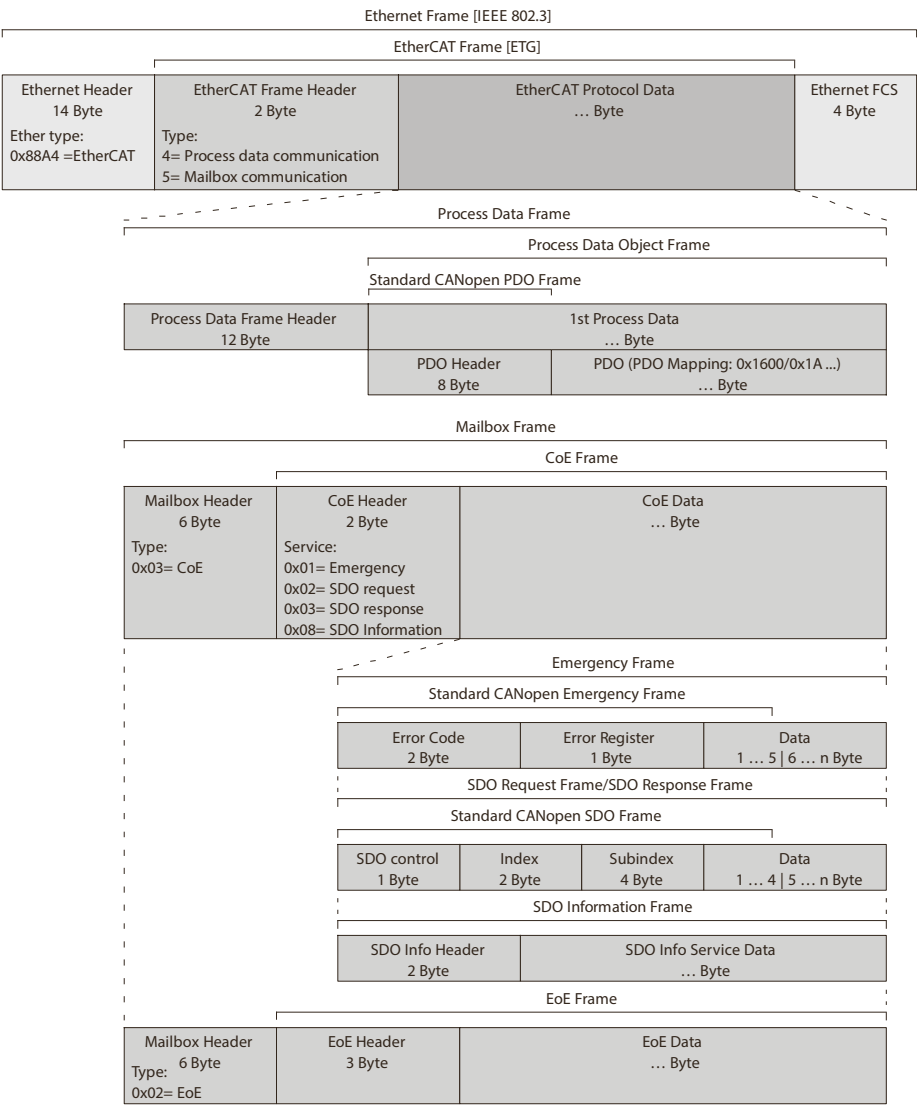 Ethernet Frame [IEEE 802.3]
EtherCAT Frame [ETG]
Ethernet Header
14 Byte
Ether type:
0x88A4 =EtherCAT
EtherCAT Frame Header
2 Byte
Type:
4= Process data communication
5= Mailbox communication
EtherCAT Protocol Data
… Byte
Ethernet FCS
4 Byte
Process Data Frame
Process Data Object Frame
Standard CANopen PDO Frame
Process Data Frame Header
12 Byte
1st Process Data
… Byte
PDO Header
8 Byte
PDO (PDO Mapping: 0x1600/0x1A ...)
… Byte
Mailbox Frame
CoE Frame
Mailbox Header
6 Byte
Type:
0x03= CoE
CoE Header
2 Byte
Service:
0x01= Emergency
0x02= SDO request
0x03= SDO response
0x08= SDO Information
CoE Data
… Byte
Emergency Frame
Standard CANopen Emergency Frame
Error Code
2 Byte
Error Register
1 Byte
Data
1 … 5 | 6 … n Byte
SDO Request Frame/SDO Response Frame
Standard CANopen SDO Frame
SDO control
1 Byte
Index
2 Byte
Subindex
4 Byte
Data
1 … 4 | 5 … n Byte
SDO Information Frame
SDO Info Header
2 Byte
SDO Info Service Data
… Byte
EoE Frame
Mailbox Header
6 Byte
Type:
0x02= EoE
EoE Header
3 Byte
EoE Data
… Byte